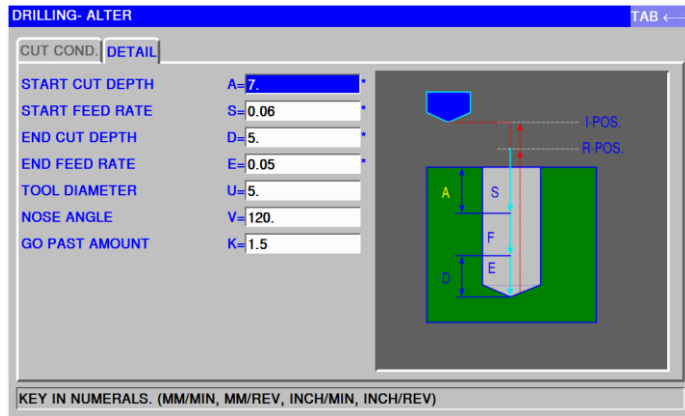 DRILLING- ALTER TAB ←
CUT COND. DETAIL
START CUT DEPTH A= 7. *
START FEED RATE S= 0.06 *
END CUT DEPTH D= 5. *
END FEED RATE E= 0.05 *
TOOL DIAMETER U= 5.
NOSE ANGLE V= 120.
GO PAST AMOUNT K= 1.5
I-POS.
R-POS.
A S
F
D E
KEY IN NUMERALS. (MM/MIN, MM/REV, INCH/MIN, INCH/REV)